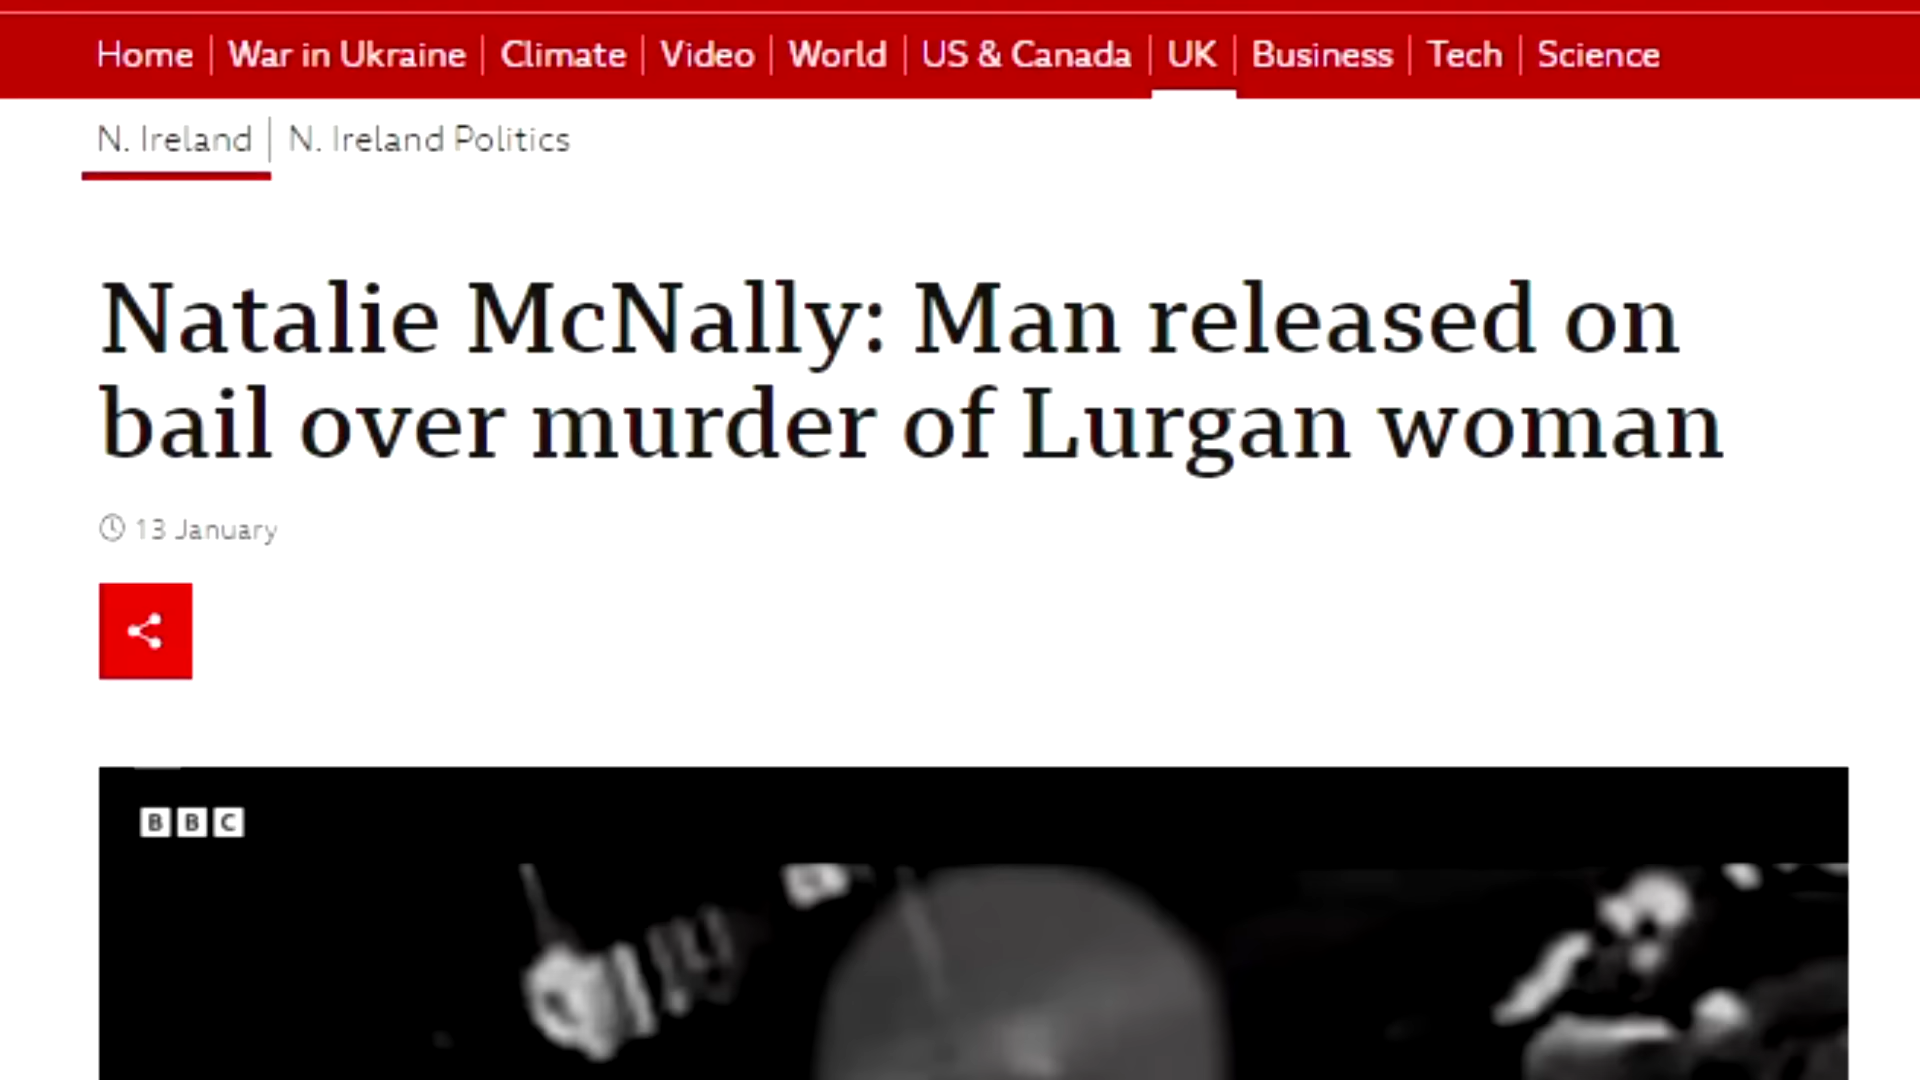 Home War in Ukraine Climate Video World US & Canada UK Business Tech Science
N. Ireland N. Ireland Politics
Natalie McNally: Man released on
bail over murder of Lurgan woman
13 January
BBC